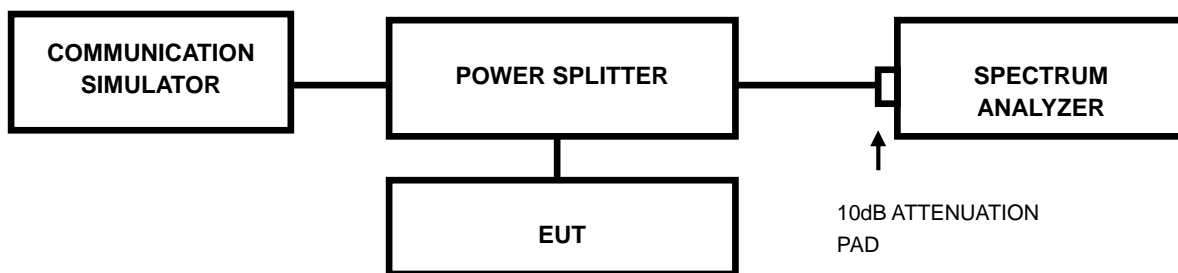 COMMUNICATION
SIMULATOR
POWER SPLITTER
SPECTRUM
ANALYZER
EUT
10dB ATTENUATION
PAD